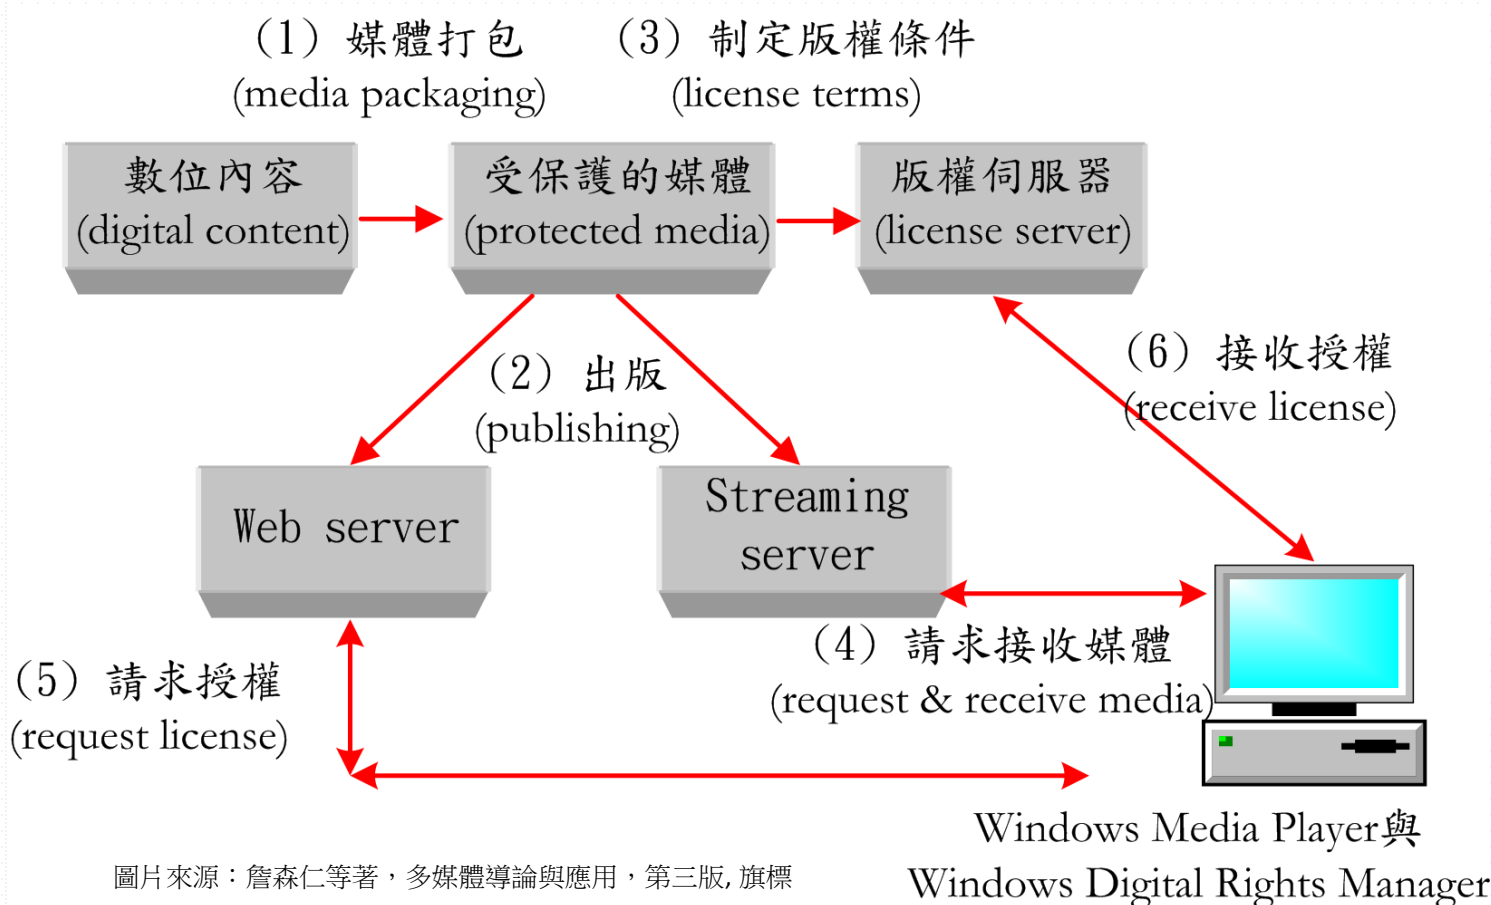 (1) 媒體打包
(media packaging)
(3) 制定版權條件
(license terms)
數位內容
(digital content)
受保護的媒體
(protected media)
版權伺服器
(license server)
(2) 出版
(publishing)
(6) 接收授權
(receive license)
Web server
Streaming
server
(4) 請求接收媒體
(request & receive media)
(5) 請求授權
(request license)
Windows Media Player與
Windows Digital Rights Manager
圖片來源：詹森仁等著，多媒體導論與應用，第三版, 旗標